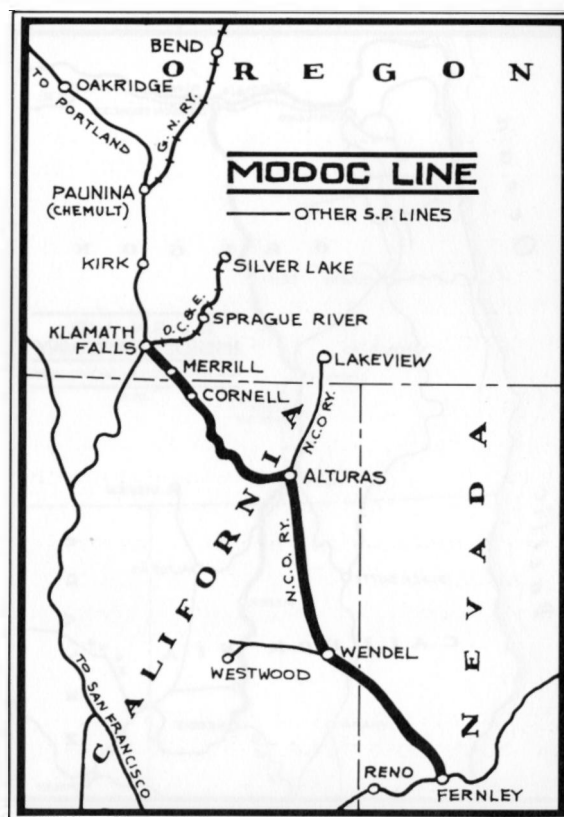 BEND
OREGON
OAKRIDGE
TO PORTLAND
G.N. RY.
MODOC LINE
PAUNINA
(CHEMULT)
OTHER S.P. LINES
KIRK
SILVER LAKE
O.C.&E.
SPRAGUE RIVER
KLAMATH
FALLS
LAKEVIEW
MERRILL
CORNELL
N.C.O RY.
CALIFORNIA
ALTURAS
NEVADA
N.C.O. RY.
WENDEL
WESTWOOD
TO SAN FRANCISCO
RENO
FERNLEY